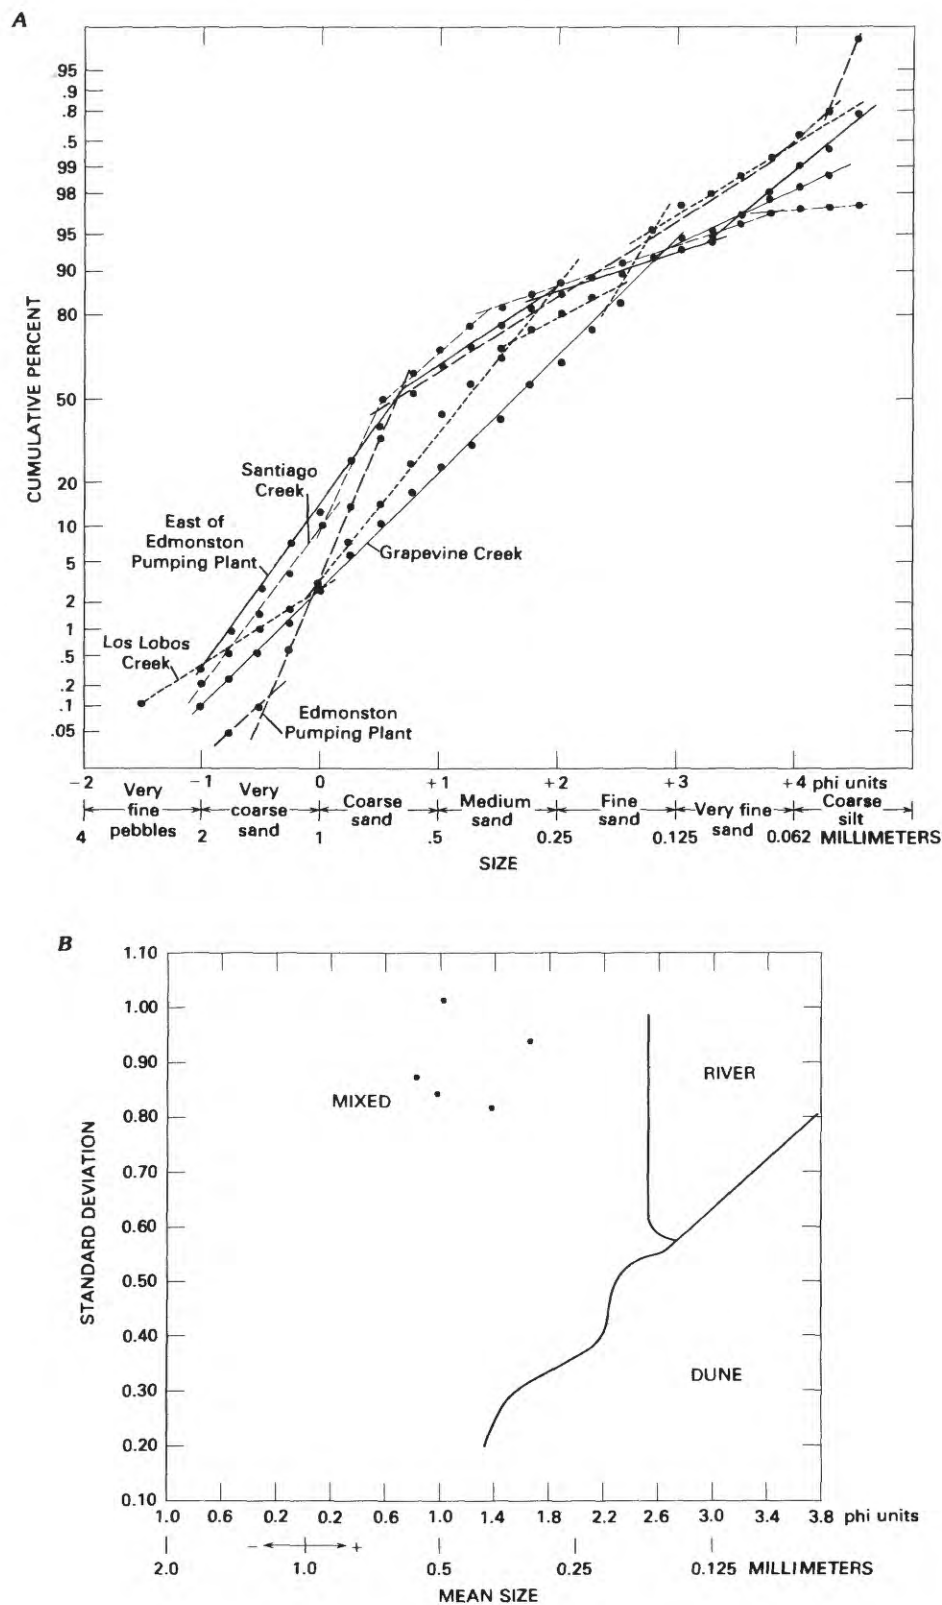 A
95
.9
.8
.5
99
98
95
90
80
50
20
10
5
2
1
.5
.2
.1
.05
CUMULATIVE PERCENT
Santiago
Creek
East of
Edmonston
Pumping Plant
Grapevine Creek
Los Lobos
Creek
Edmonston
Pumping Plant
−2 −1 0 +1 +2 +3 +4 phi units
Very
fine
pebbles
Very
coarse
sand
Coarse
sand
Medium
sand
Fine
sand
Very fine
sand
Coarse
silt
4 2 1 .5 0.25 0.125 0.062 MILLIMETERS
SIZE
B
1.10
1.00
0.90
0.80
0.70
0.60
0.50
0.40
0.30
0.20
0.10
STANDARD DEVIATION
MIXED
RIVER
DUNE
1.0 0.6 0.2 0.2 0.6 1.0 1.4 2.2 2.6 3.0 3.4 3.8 phi units
− +
2.0 1.0 0.5 0.25 0.125 MILLIMETERS
MEAN SIZE